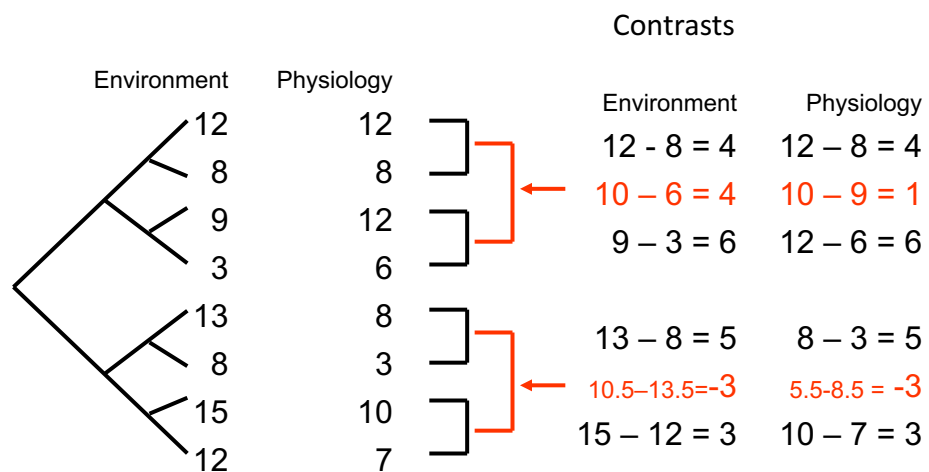 Contrasts
Environment Physiology
Environment Physiology
12 12
8 8
9 12
3 6
13 8
8 3
15 10
12 7
12 - 8 = 4 12 – 8 = 4
10 – 6 = 4 10 – 9 = 1
9 – 3 = 6 12 – 6 = 6
13 – 8 = 5 8 – 3 = 5
10.5–13.5=-3 5.5-8.5 = -3
15 – 12 = 3 10 – 7 = 3